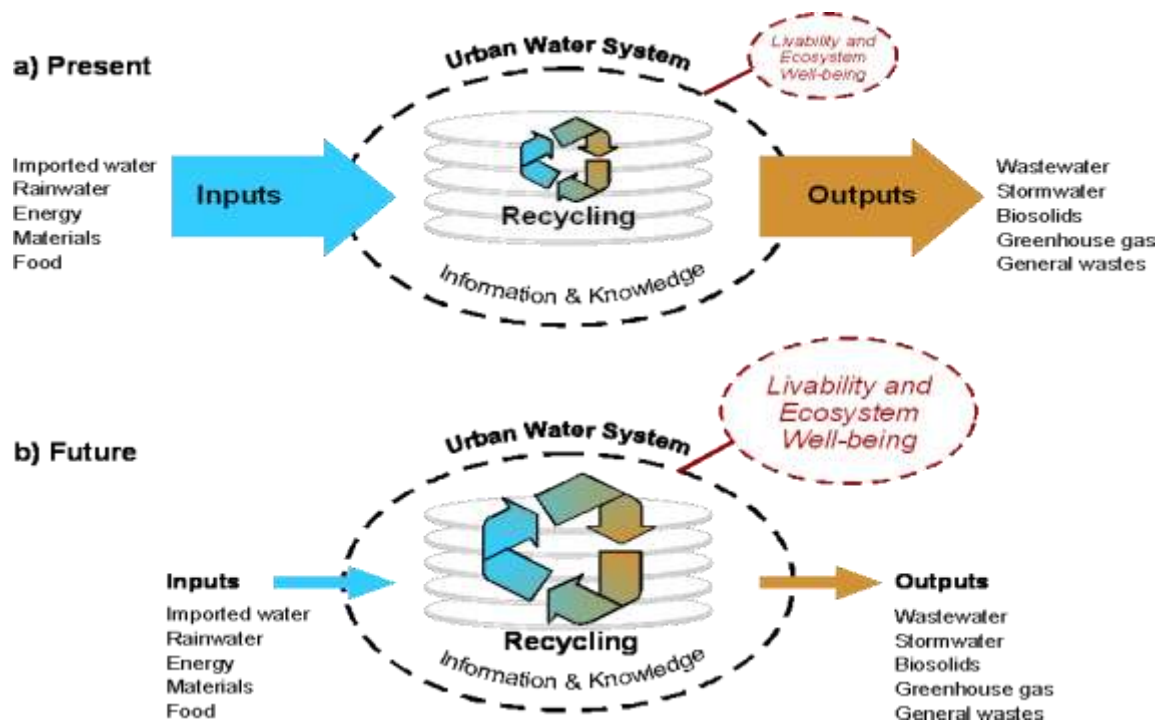 a) Present
Urban Water System
Livability and
Ecosystem
Well-being
Imported water
Rainwater
Energy
Materials
Food
Inputs
Recycling
Information & Knowledge
Outputs
Wastewater
Stormwater
Biosolids
Greenhouse gas
General wastes
b) Future
Urban Water System
Livability and
Ecosystem
Well-being
Inputs
Imported water
Rainwater
Energy
Materials
Food
Recycling
Information & Knowledge
Outputs
Wastewater
Stormwater
Biosolids
Greenhouse gas
General wastes